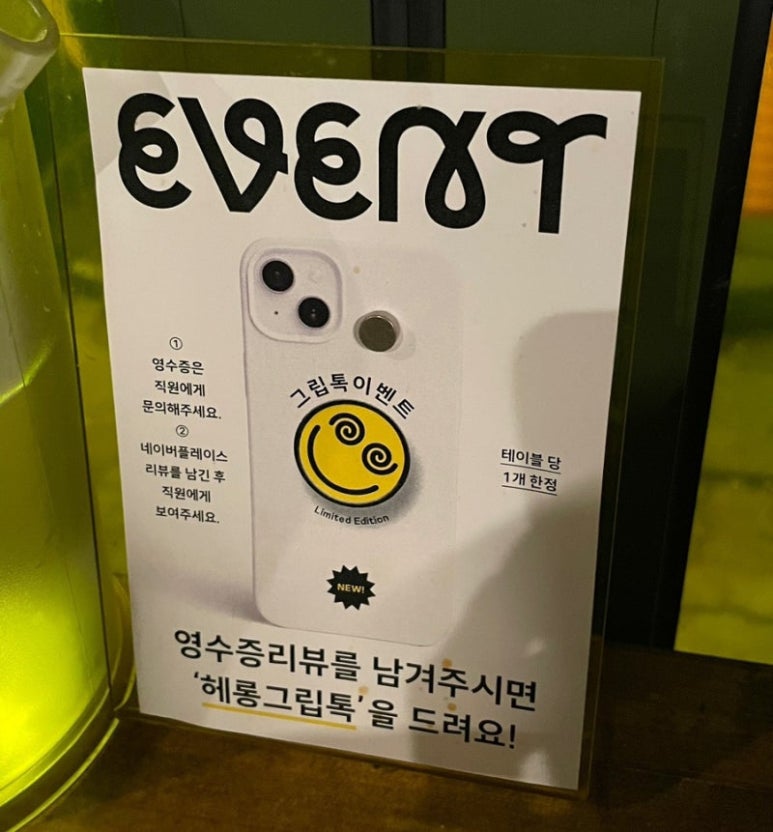 EVENT
①
영수증은
직원에게
문의해주세요.
②
네이버플레이스
리뷰를 남긴 후
직원에게
보여주세요.
그립톡이벤트
Limited Edition
테이블 당
1개 한정
NEW!
영수증리뷰를 남겨주시면
‘헤롱그립톡’을 드려요!